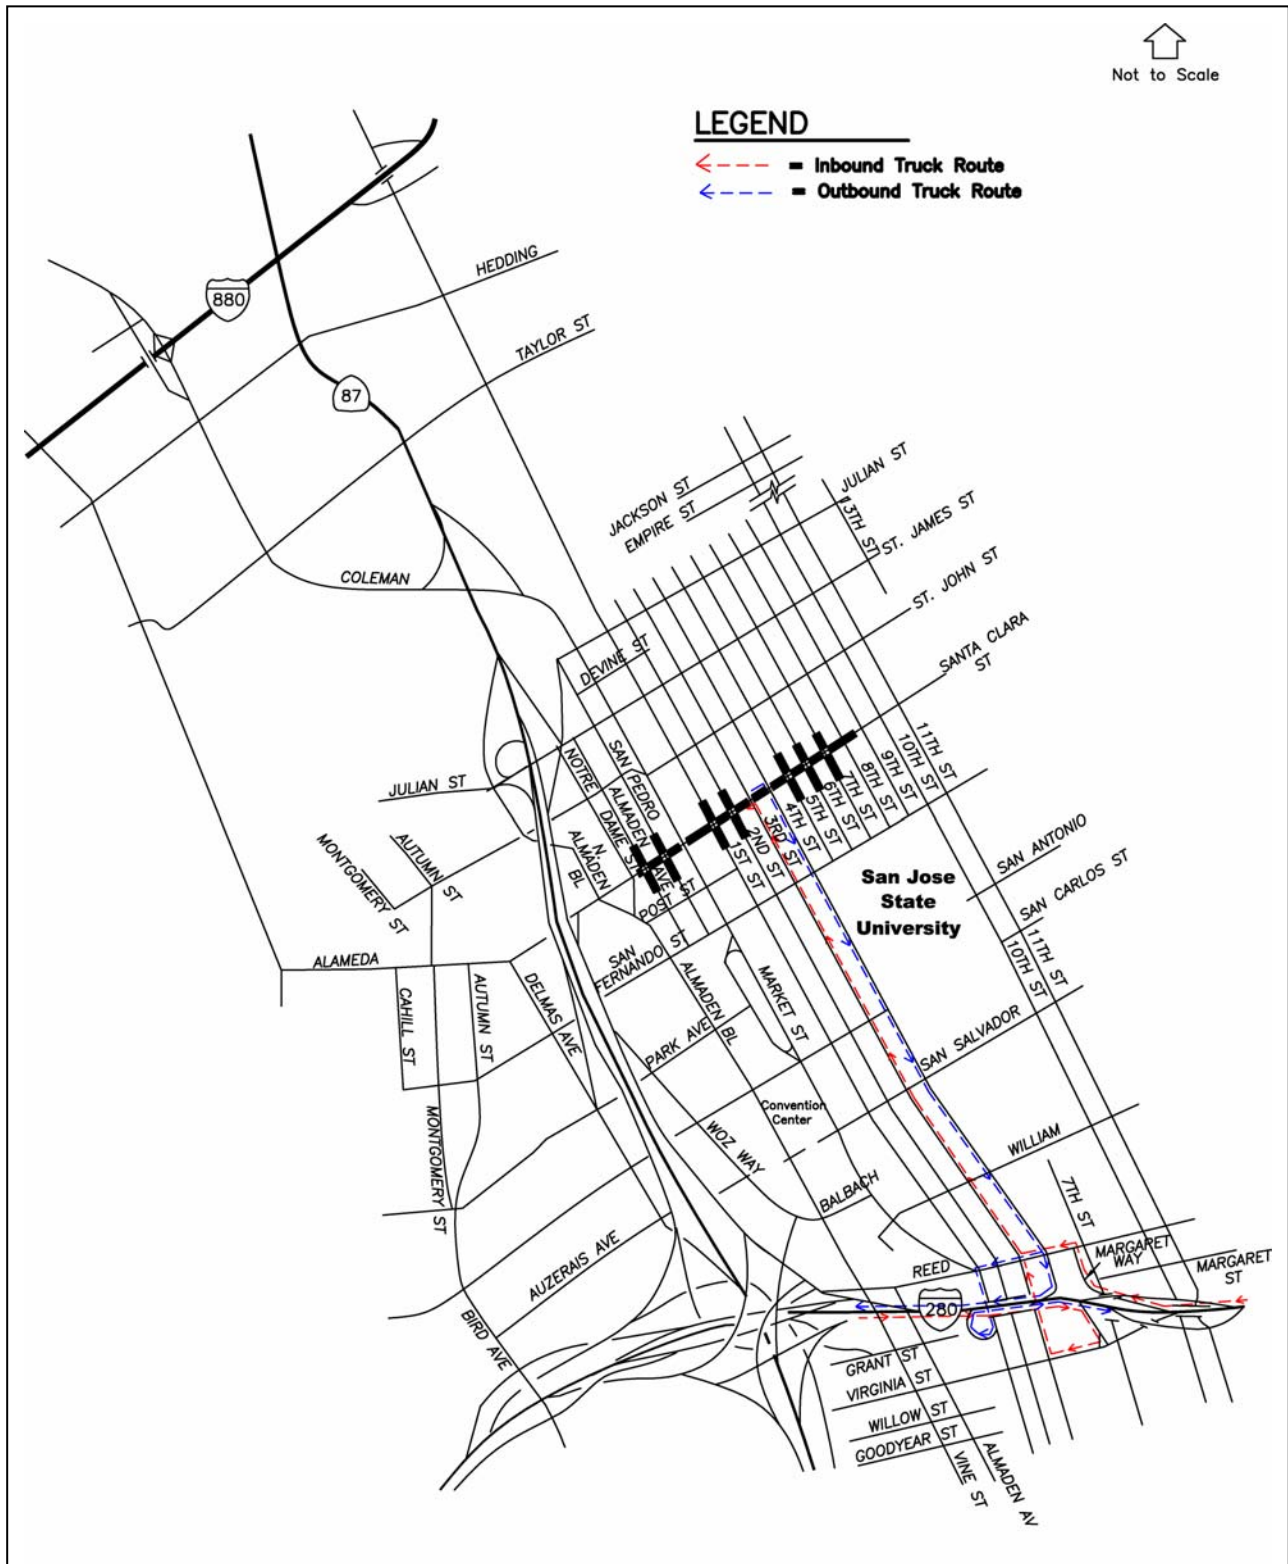 Not to Scale
LEGEND
= Inbound Truck Route
= Outbound Truck Route
HEDDING
880
TAYLOR ST
87
JACKSON ST
EMPIRE ST
JULIAN ST
13TH ST
ST. JAMES ST
COLEMAN
ST. JOHN ST
SANTA CLARA
ST
DEVINE ST
NOTRE
DAME ST
SAN PEDRO
ALMADEN
AVE
11TH ST
10TH ST
9TH ST
8TH ST
7TH ST
6TH ST
5TH ST
4TH ST
3RD ST
2ND ST
1ST ST
JULIAN ST
AUTUMN ST
MONTGOMERY ST
N
ALMADEN
BL
POST ST
SAN ANTONIO
SAN CARLOS ST
San Jose
State
University
11TH ST
10TH ST
SAN
FERNANDO ST
ALAMEDA
CAHILL ST
AUTUMN ST
DELMAS AVE
ALMADEN BL
MARKET ST
PARK AVE
SAN SALVADOR
Convention
Center
MONTGOMERY
ST
WOZ WAY
WILLIAM
BALBACH
7TH ST
AUZERAIS AVE
REED
MARGARET
WAY
MARGARET
ST
280
BIRD AVE
GRANT ST
VIRGINIA ST
WILLOW ST
GOODYEAR ST
VINE ST
ALMADEN AV